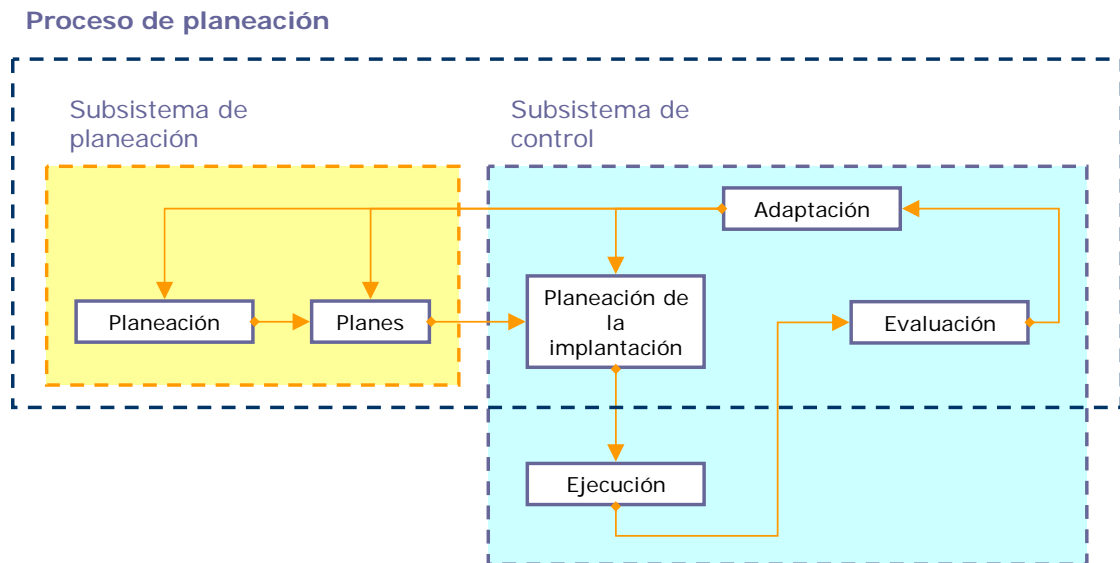 Proceso de planeación
Subsistema de
planeación
Subsistema de
control
Adaptación
Planeación
Planes
Planeación de
la
implantación
Evaluación
Ejecución